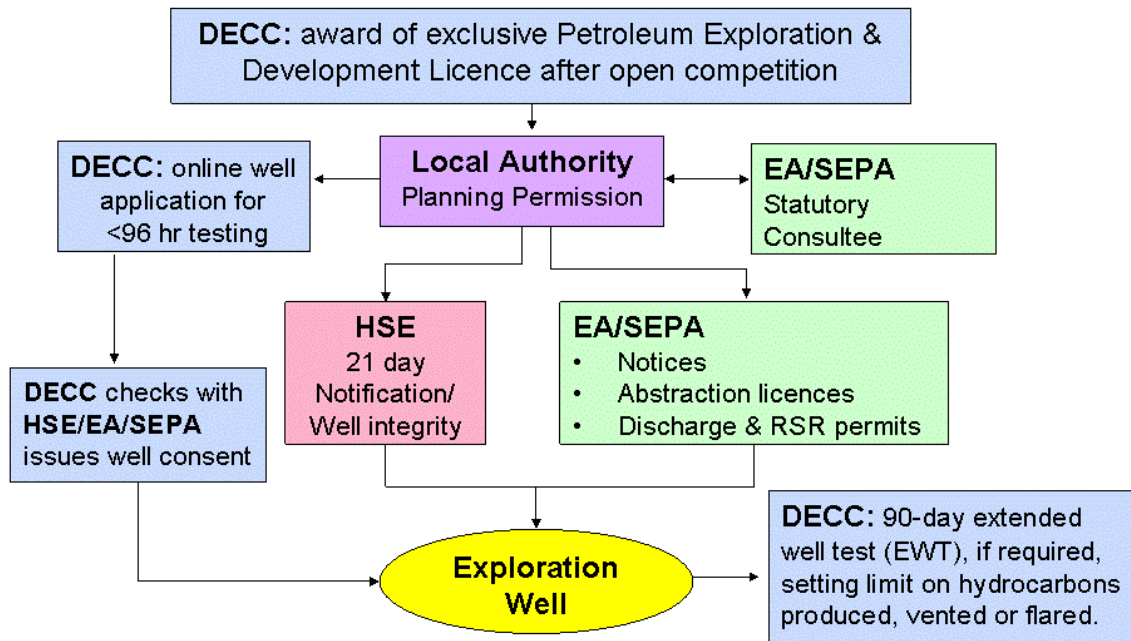 DECC: award of exclusive Petroleum Exploration &
Development Licence after open competition
DECC: online well
application for
<96 hr testing
Local Authority
Planning Permission
EA/SEPA
Statutory
Consultee
HSE
21 day
Notification/
Well integrity
EA/SEPA
• Notices
• Abstraction licences
• Discharge & RSR permits
DECC checks with
HSE/EA/SEPA
issues well consent
Exploration
Well
DECC: 90-day extended
well test (EWT), if required,
setting limit on hydrocarbons
produced, vented or flared.